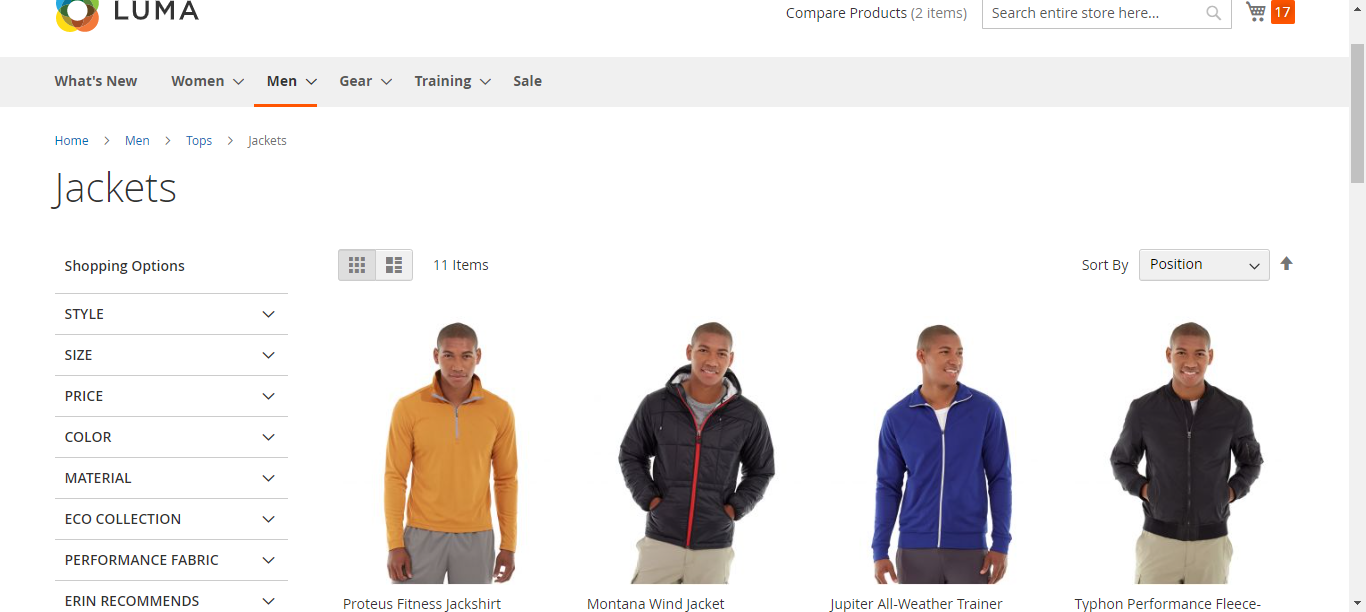 LUMA
Compare Products (2 items)
Search entire store here...
17
What's New Women Men Gear Training Sale
Home > Men > Tops > Jackets
Jackets
Shopping Options
11 Items
Sort By Position
STYLE
SIZE
PRICE
COLOR
MATERIAL
ECO COLLECTION
PERFORMANCE FABRIC
ERIN RECOMMENDS
Proteus Fitness Jackshirt
Montana Wind Jacket
Jupiter All-Weather Trainer
Typhon Performance Fleece-